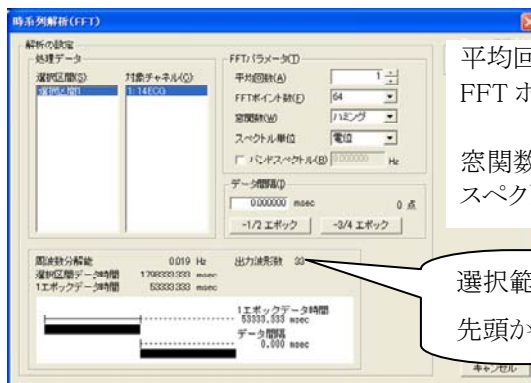 時系列解析(FFT)
解析の設定
処理データ
選択区間(S)
対象チャネル(C)
選択区間1
1: 14ECG
FFTパラメータ(T)
平均回数(A) 1
FFTポイント数(F) 64
窓関数(W) ハミング
スペクトル単位 電位
バンドスペクトル(B) 0.00000 Hz
データ間隔(I)
0.000000 msec 0 点
-1/2 エポック
-3/4 エポック
周波数分解能 0.019 Hz 出力波形数 33
選択区間データ時間 1798333.333 msec
1エポックデータ時間 53333.333 msec
1エポックデータ時間
53333.333 msec
データ間隔
0.000 msec
平均回
FFT ポ
窓関数
スペク
選択範
先頭か
キャンセル